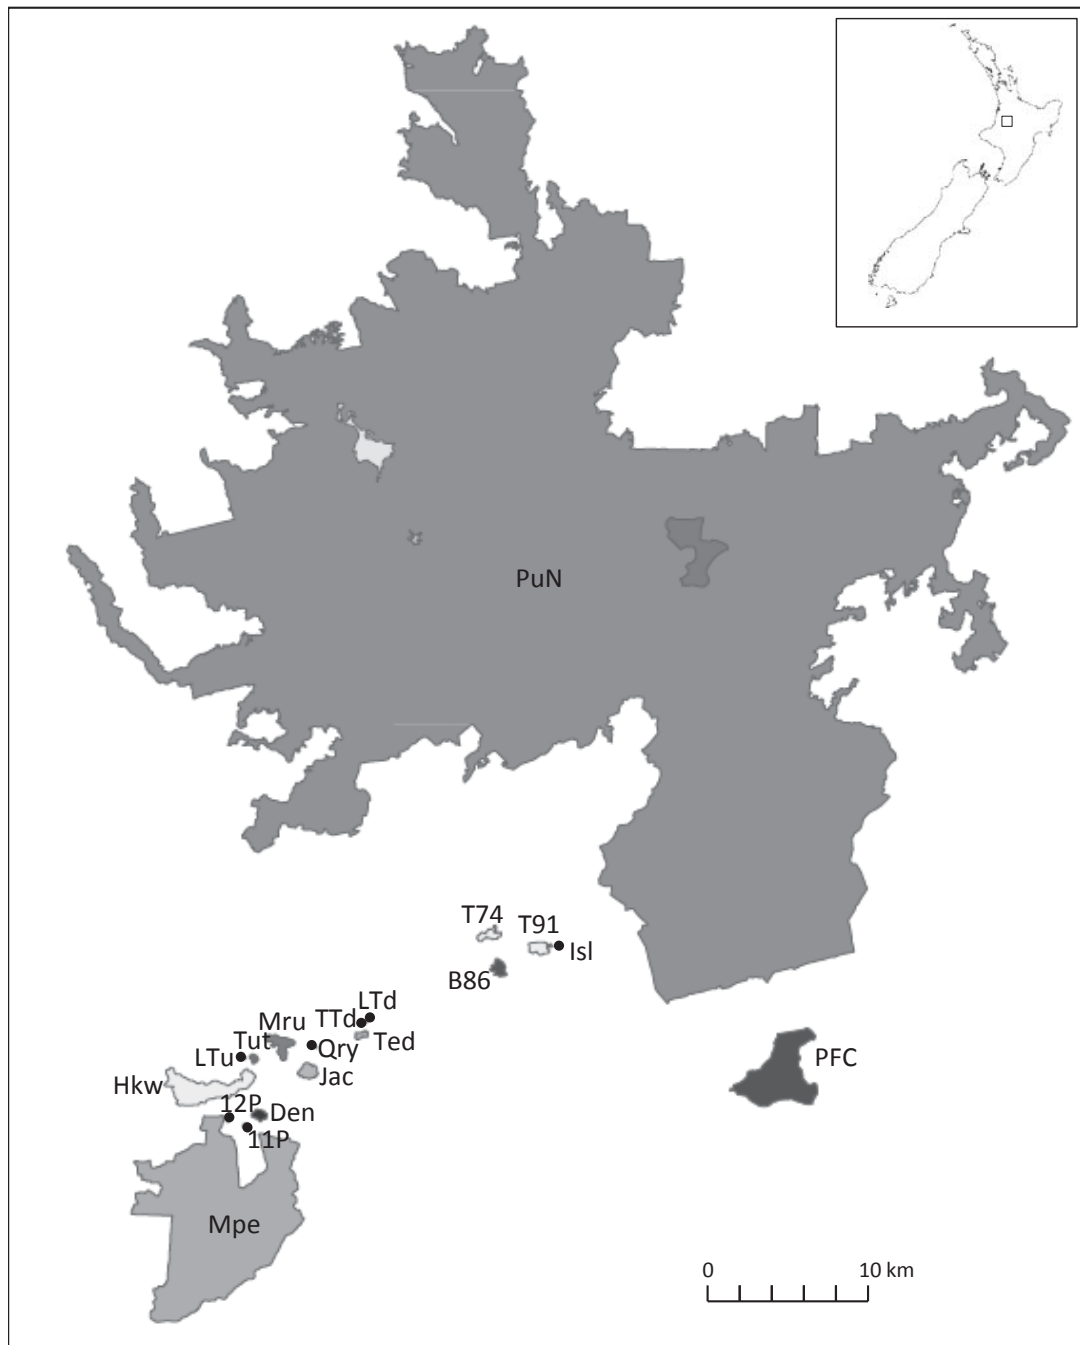 PuN
T74
T91
Isl
B86
LTd
TTd
Mru
Ted
Tut
Qry
LTu
PFC
Jac
Hkw
12P
Den
11P
Mpe
0 10 km